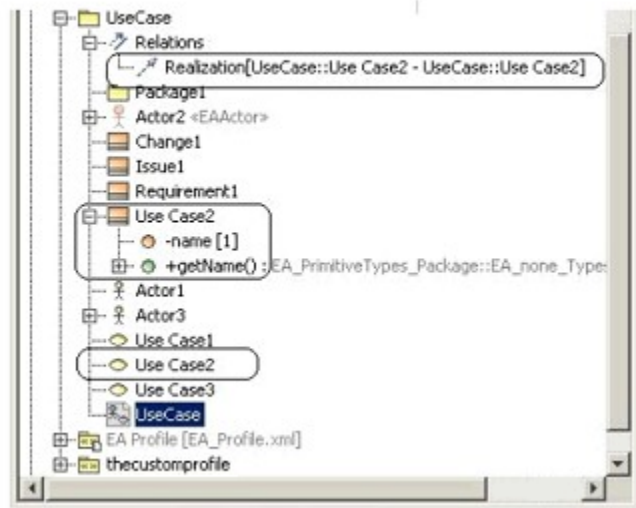 UseCase
Relations
Realization[UseCase::Use Case2 - UseCase::Use Case2]
Package1
Actor2 «EAActor»
Change1
Issue1
Requirement1
Use Case2
-name [1]
+getName() : EA_PrimitiveTypes_Package::EA_none_Type
Actor1
Actor3
Use Case1
Use Case2
Use Case3
UseCase
EA Profile [EA_Profile.xml]
thecustomprofile